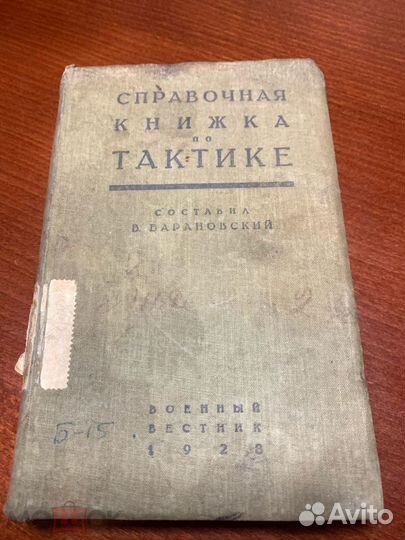 СПРАВОЧНАЯ
КНИЖКА
ПО
ТАКТИКЕ
СОСТАВИЛ
В. БАРАНОВСКИЙ
ВОЕННЫЙ
ВЕСТНИК
1928
Б-15
Avito